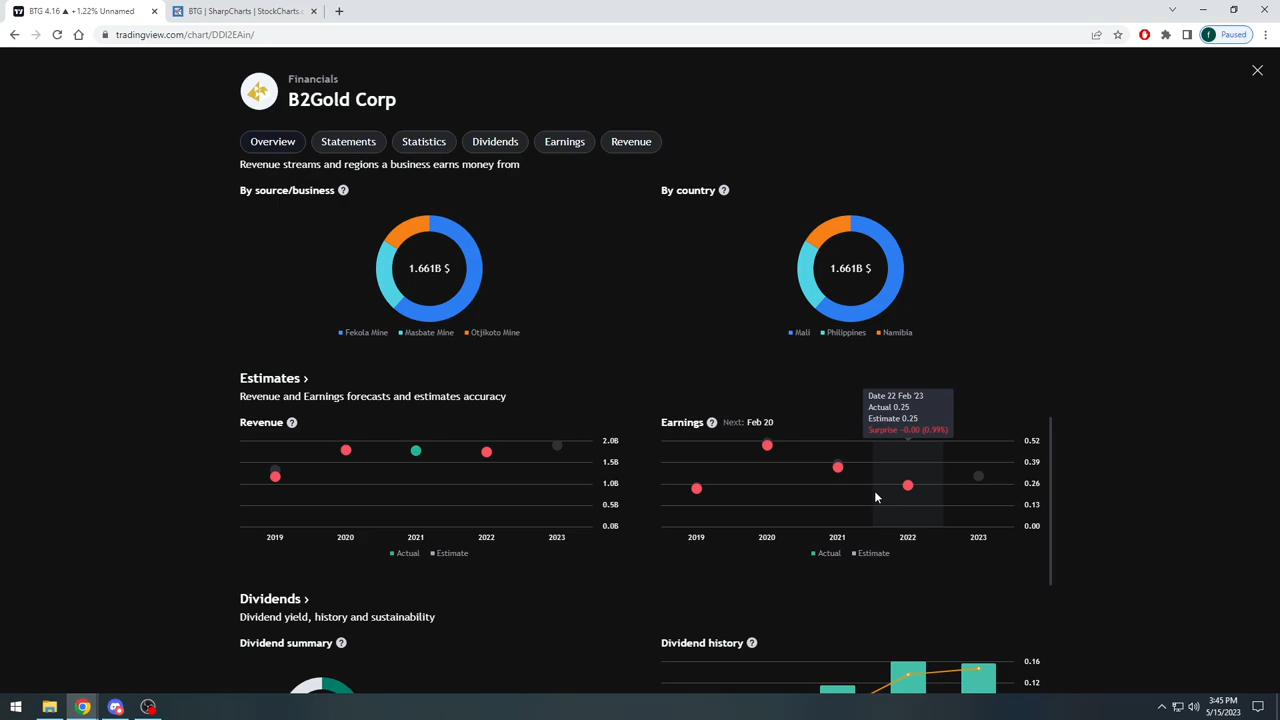 BTG 4.16 ▲ +1.22% Unnamed
BTG | SharpCharts | StockCharts.c
tradingview.com/chart/DDI2EAin/
f
Paused
Financials
B2Gold Corp
Overview
Statements
Statistics
Dividends
Earnings
Revenue
Revenue streams and regions a business earns money from
By source/business ?
1.661B $
Fekola Mine Masbate Mine Otjikoto Mine
By country ?
1.661B $
Mali Philippines Namibia
Estimates ›
Revenue and Earnings forecasts and estimates accuracy
Revenue ?
2.0B
1.5B
1.0B
0.5B
0.0B
2019 2020 2021 2022 2023
Actual Estimate
Earnings ? Next: Feb 20
Date 22 Feb '23
Actual 0.25
Estimate 0.25
Surprise −0.00 (0.99%)
0.52
0.39
0.26
0.13
0.00
2019 2020 2021 2022 2023
Actual Estimate
Dividends ›
Dividend yield, history and sustainability
Dividend summary ?
Dividend history ?
0.16
0.12
3:45 PM
5/15/2023